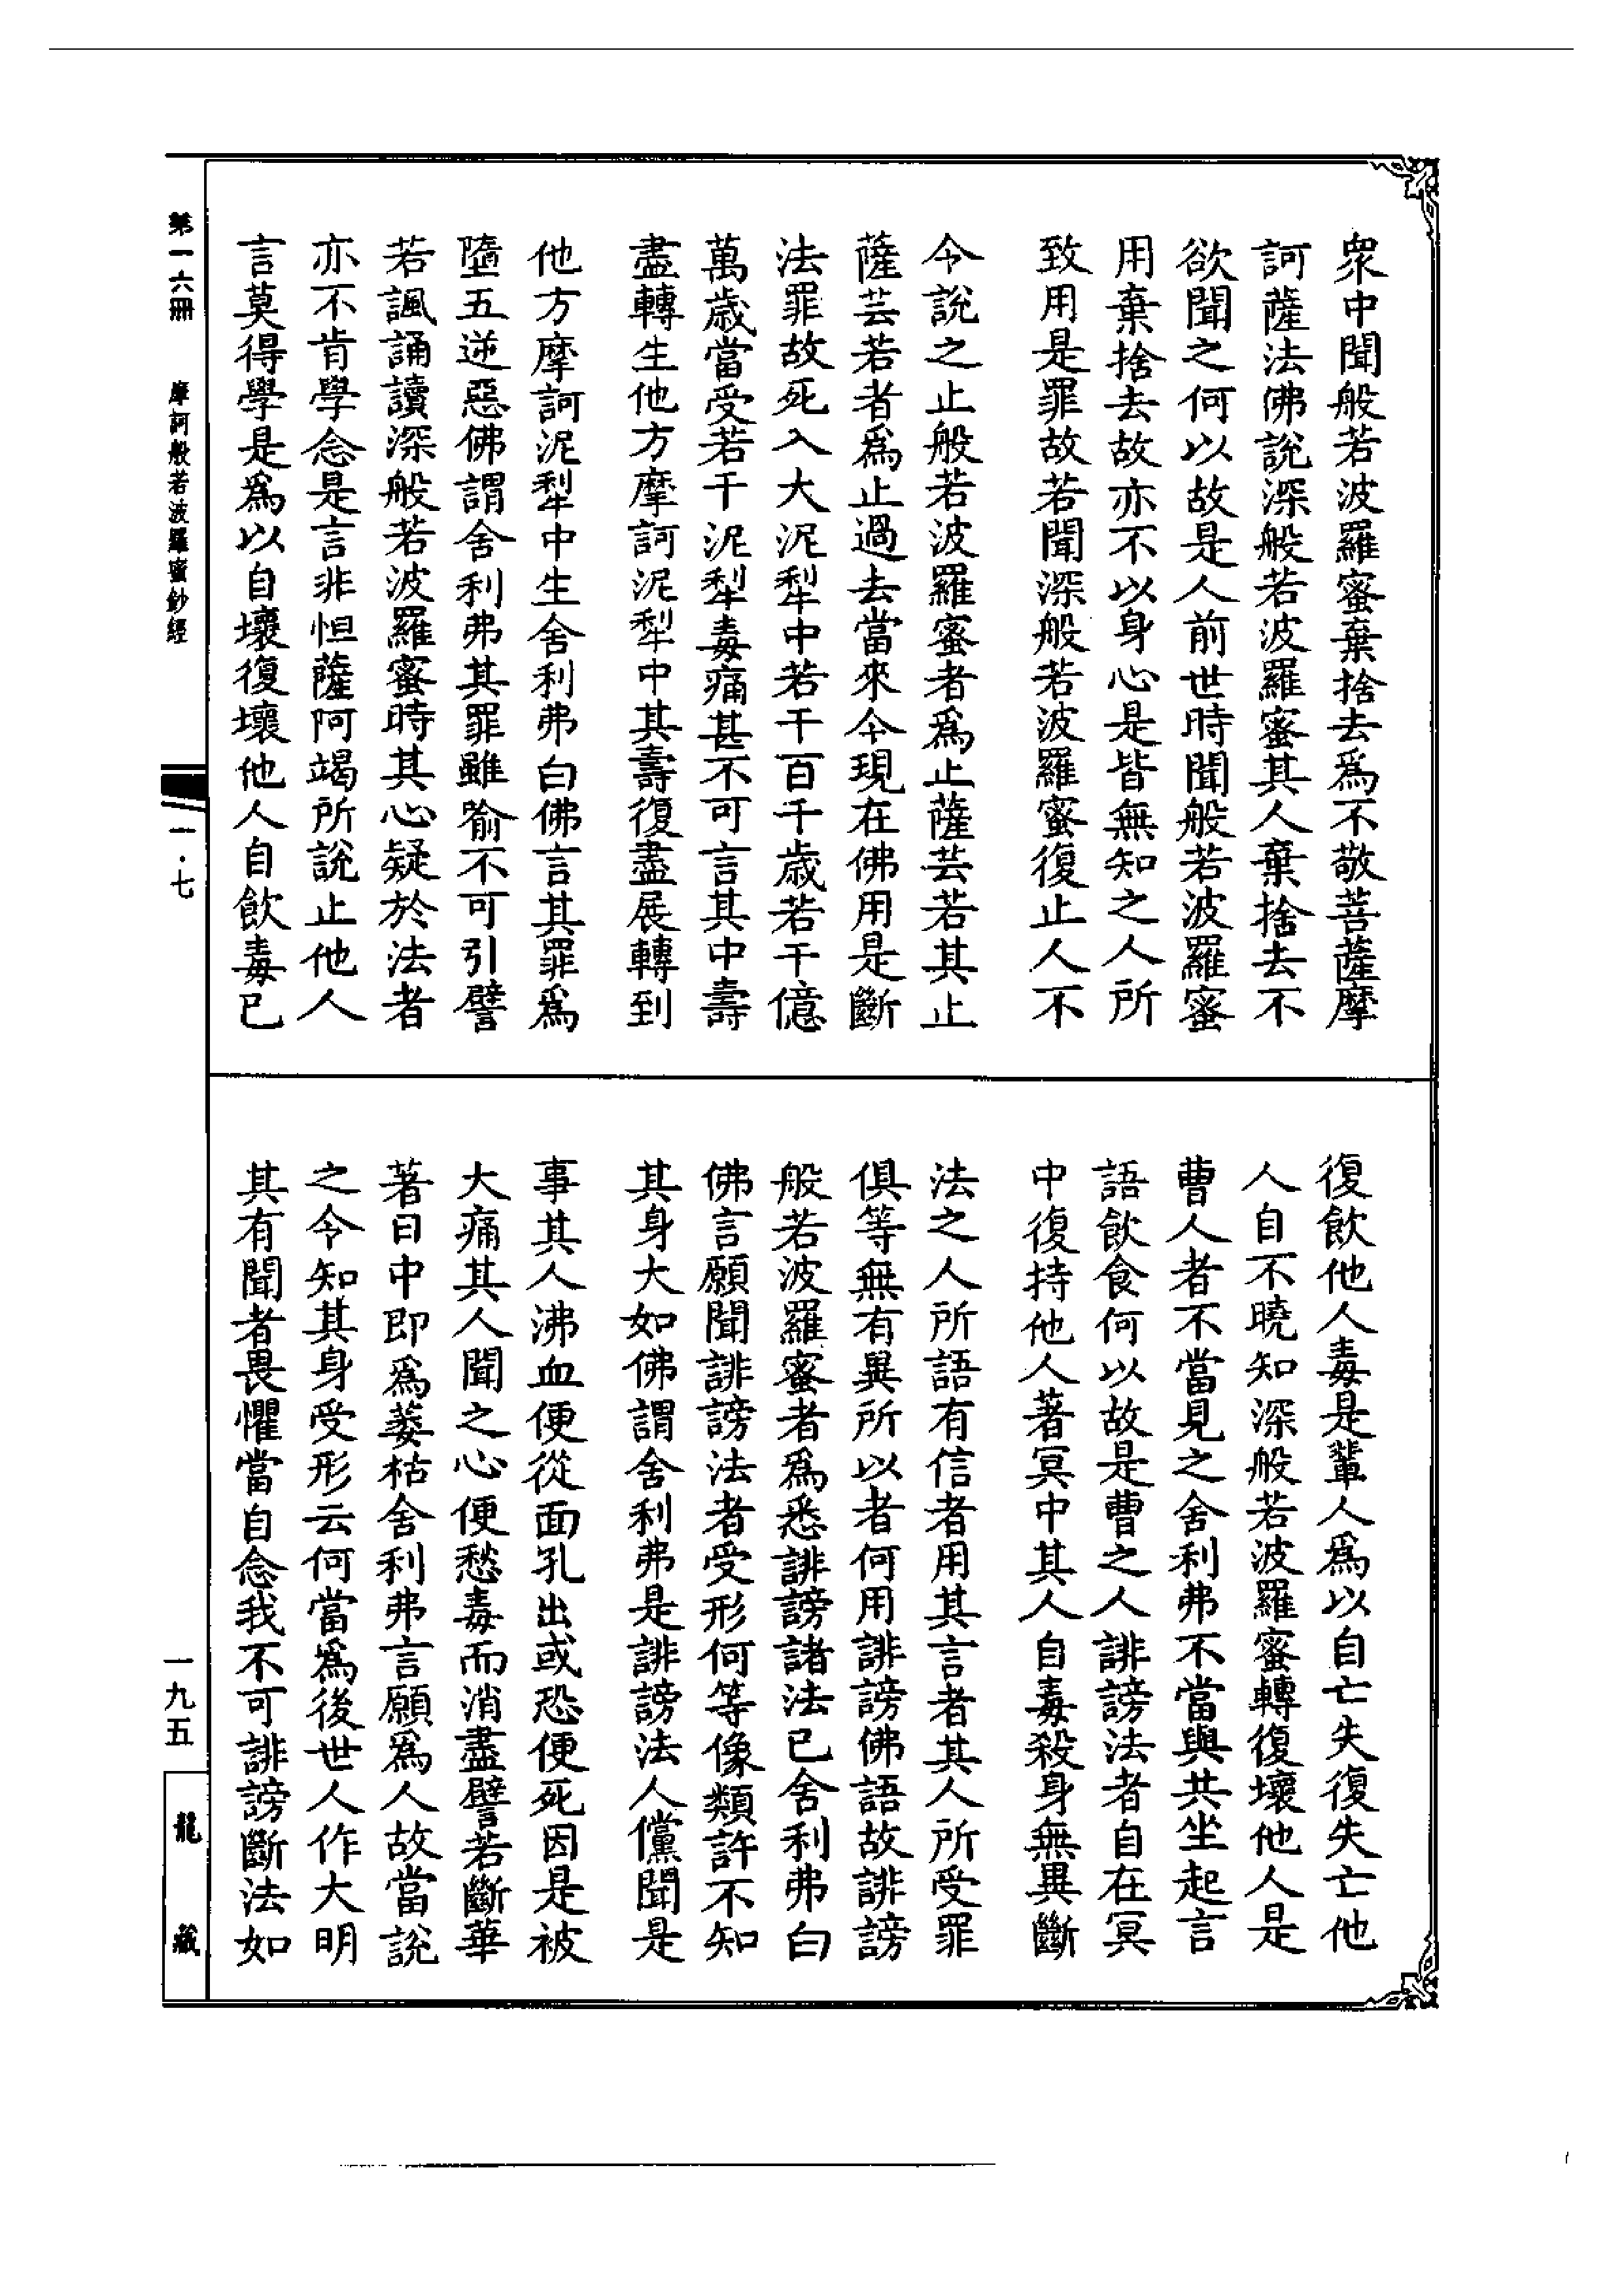 衆中聞般若波羅蜜棄捨去爲不敬菩薩摩
訶薩法佛説深般若波羅蜜其人棄捨去不
欲聞之何以故是人前世時聞般若波羅蜜
用棄捨去故亦不以身心是皆無知之人所
致用是罪故若聞深般若波羅蜜復止人不
今説之止般若波羅蜜者爲止薩芸若其止
薩芸若者爲止過去當來今現在佛用是斷
法罪故死入大泥犁中若干百千歲若干億
萬歲當受若干泥犁毒痛甚不可言其中壽
盡轉生他方摩訶泥犁中其壽復盡展轉到
他方摩訶泥犁中生舍利弗白佛言其罪爲
墮五逆惡佛謂舍利弗其罪雖喻不可引譬
若諷誦讀深般若波羅蜜時其心疑於法者
亦不肯學念是言非怛薩阿竭所説止他人
言莫得學是爲以自壞復壞他人自飲毒已
復飲他人毒是輩人爲以自亡失復失亡他
人自不曉知深般若波羅蜜轉復壞他人是
曹人者不當見之舍利弗不當與共坐起言
語飲食何以故是曹之人誹謗法者自在冥
中復持他人著冥中其人自毒殺身無異斷
法之人所語有信者用其言者其人所受罪
俱等無有異所以者何用誹謗佛語故誹謗
般若波羅蜜者爲悉誹謗諸法已舍利弗白
佛言願聞誹謗法者受形何等像類許不知
其身大如佛謂舍利弗是誹謗法人儻聞是
事其人沸血便從面孔出或恐便死因是被
大痛其人聞之心便愁毒而消盡譬若斷華
著日中即爲萎枯舍利弗言願爲人故當説
之令知其身受形云何當爲後世人作大明
其有聞者畏懼當自念我不可誹謗斷法如
第一六冊
摩訶般若波羅蜜鈔經
一·七
一九五
龍藏